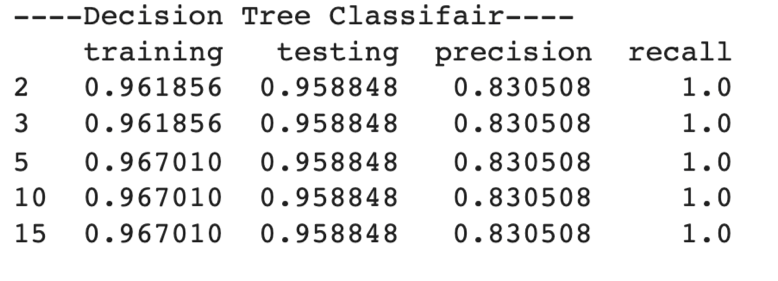 ----Decision Tree Classifair----
training testing precision recall
2 0.961856 0.958848 0.830508 1.0
3 0.961856 0.958848 0.830508 1.0
5 0.967010 0.958848 0.830508 1.0
10 0.967010 0.958848 0.830508 1.0
15 0.967010 0.958848 0.830508 1.0